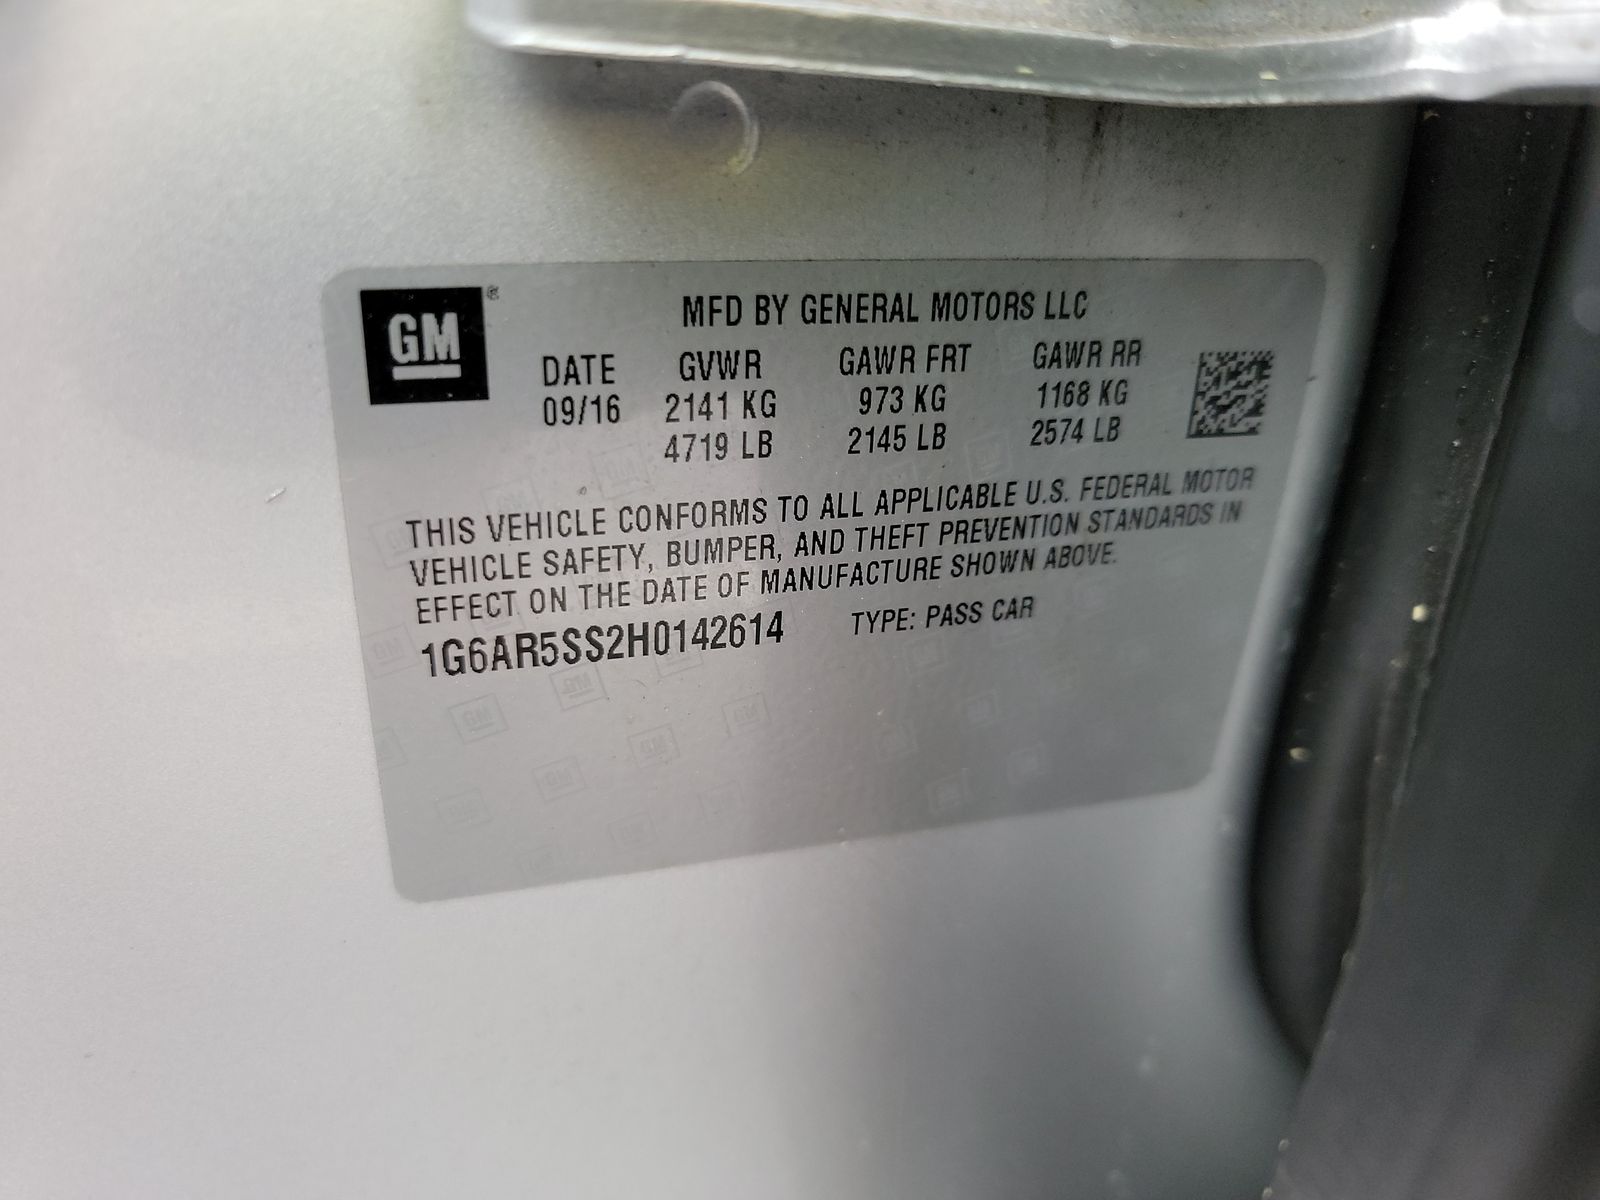 GM ®
MFD BY GENERAL MOTORS LLC
DATE GVWR GAWR FRT GAWR RR
09/16 2141 KG 973 KG 1168 KG
4719 LB 2145 LB 2574 LB
THIS VEHICLE CONFORMS TO ALL APPLICABLE U.S. FEDERAL MOTOR
VEHICLE SAFETY, BUMPER, AND THEFT PREVENTION STANDARDS IN
EFFECT ON THE DATE OF MANUFACTURE SHOWN ABOVE.
1G6AR5SS2H0142614 TYPE: PASS CAR